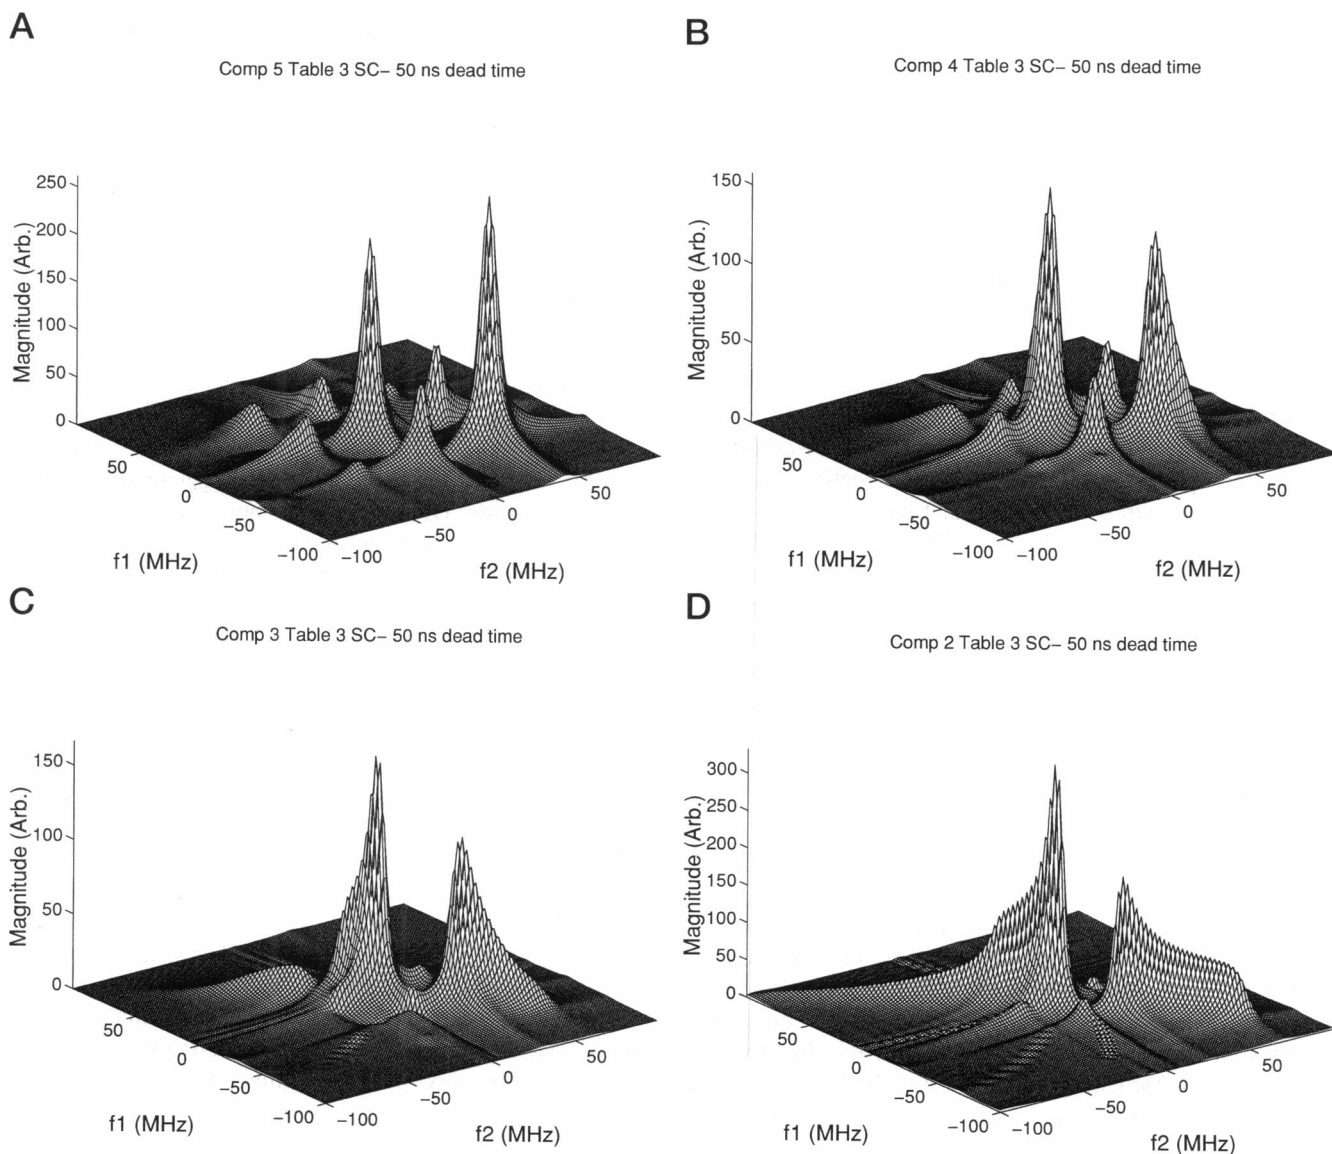 A
Comp 5 Table 3 SC− 50 ns dead time
250
200
150
100
50
0
Magnitude (Arb.)
50
0
−50
−100
f1 (MHz)
−100
−50
0
50
f2 (MHz)
B
Comp 4 Table 3 SC− 50 ns dead time
150
100
50
0
Magnitude (Arb.)
50
0
−50
−100
f1 (MHz)
−100
−50
0
50
f2 (MHz)
C
Comp 3 Table 3 SC− 50 ns dead time
150
100
50
0
Magnitude (Arb.)
50
0
−50
−100
f1 (MHz)
−100
−50
0
50
f2 (MHz)
D
Comp 2 Table 3 SC− 50 ns dead time
300
250
200
150
100
50
0
Magnitude (Arb.)
50
0
−50
−100
f1 (MHz)
−100
−50
0
50
f2 (MHz)